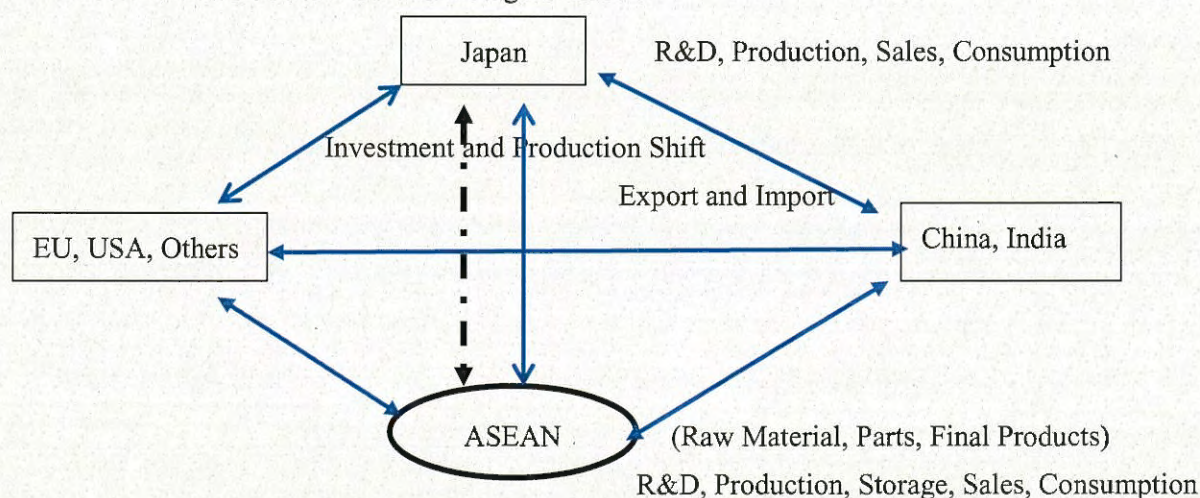 Japan
R&D, Production, Sales, Consumption
Investment and Production Shift
Export and Import
EU, USA, Others
China, India
ASEAN
(Raw Material, Parts, Final Products)
R&D, Production, Storage, Sales, Consumption